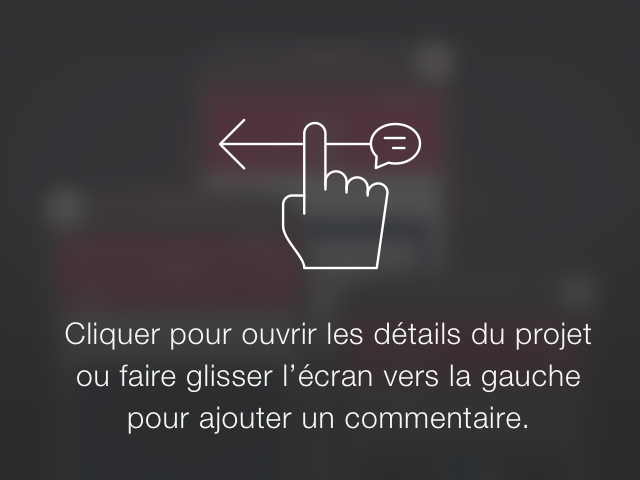 Cliquer pour ouvrir les détails du projet
ou faire glisser l’écran vers la gauche
pour ajouter un commentaire.